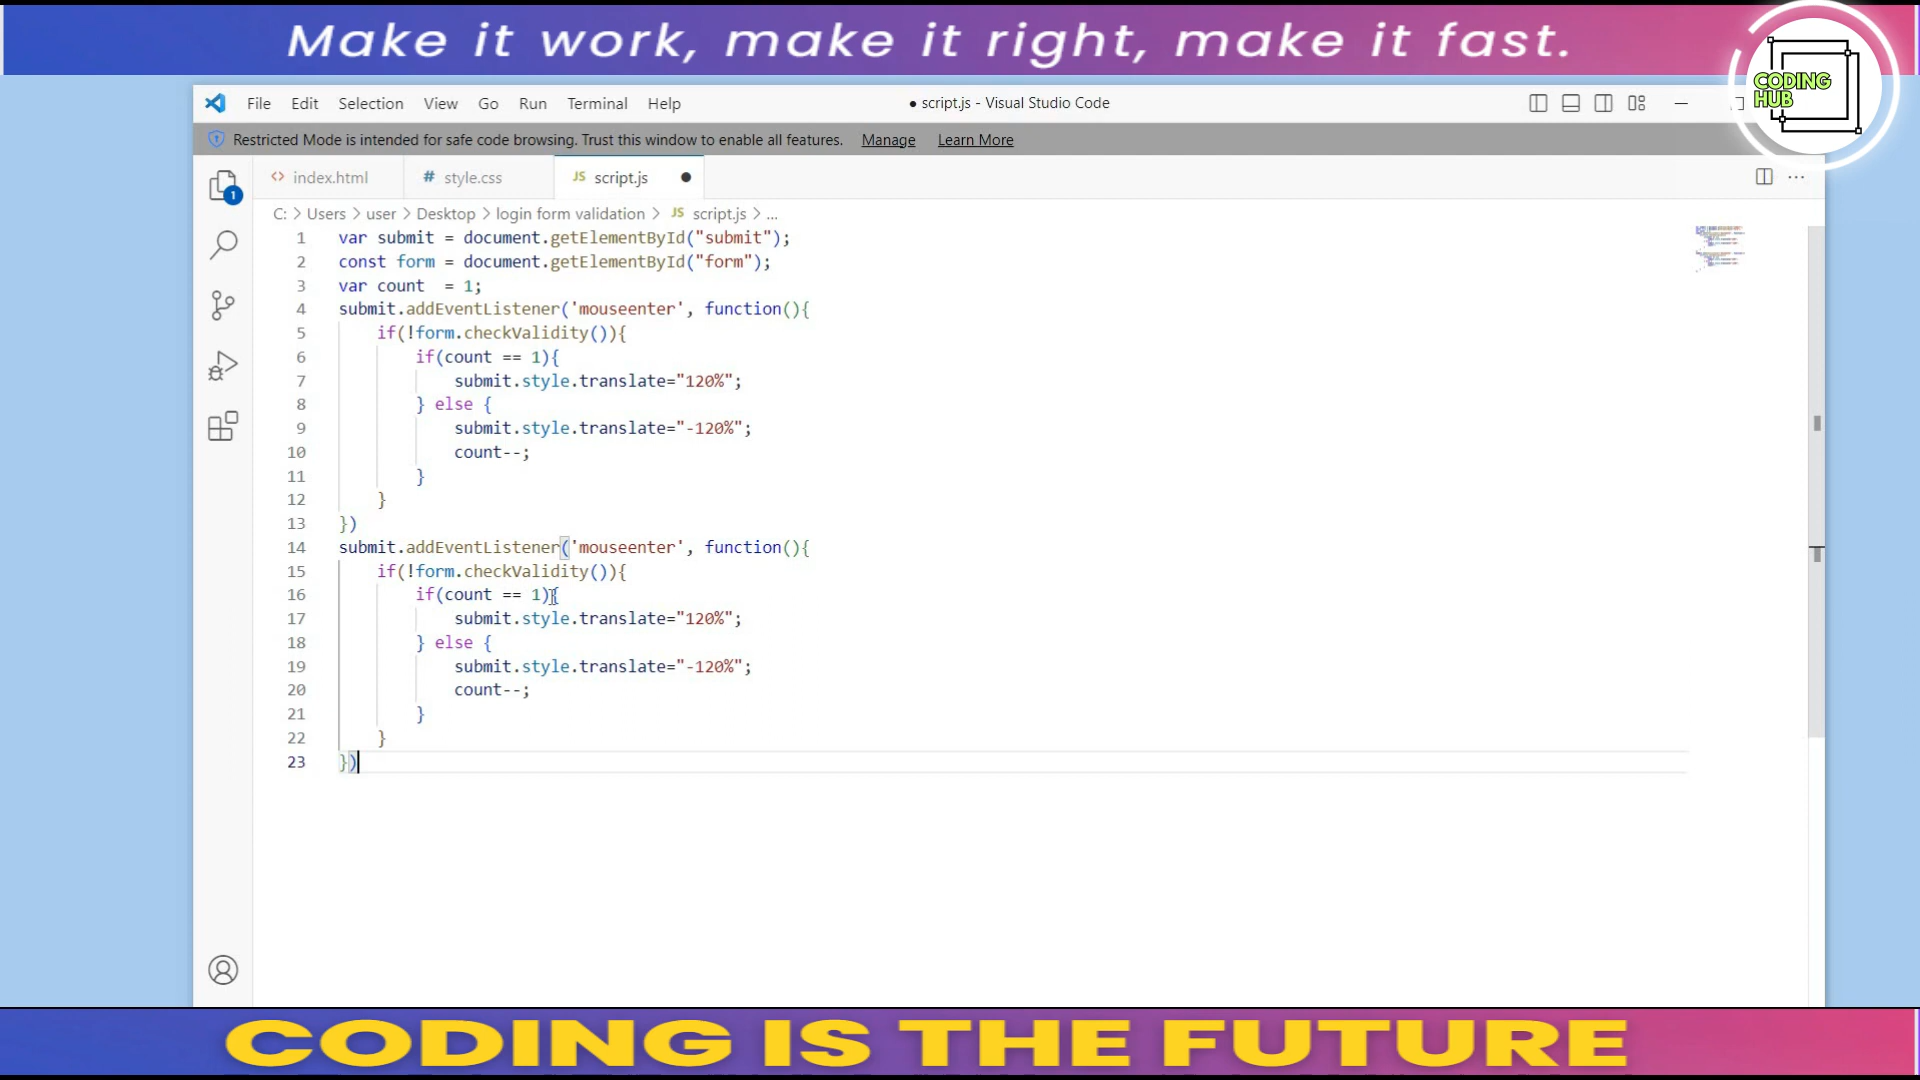 Make it work, make it right, make it fast.
CODING
HUB
File Edit Selection View Go Run Terminal Help
● script.js - Visual Studio Code
Restricted Mode is intended for safe code browsing. Trust this window to enable all features. Manage Learn More
1
<> index.html # style.css JS script.js ●
C: > Users > user > Desktop > login form validation > JS script.js > ...
1 var submit = document.getElementById("submit");
2 const form = document.getElementById("form");
3 var count  = 1;
4 submit.addEventListener('mouseenter', function(){
5     if(!form.checkValidity()){
6         if(count == 1){
7             submit.style.translate="120%";
8         } else {
9             submit.style.translate="-120%";
10             count--;
11         }
12     }
13 })
14 submit.addEventListener('mouseenter', function(){
15     if(!form.checkValidity()){
16         if(count == 1){
17             submit.style.translate="120%";
18         } else {
19             submit.style.translate="-120%";
20             count--;
21         }
22     }
23 })
CODING IS THE FUTURE